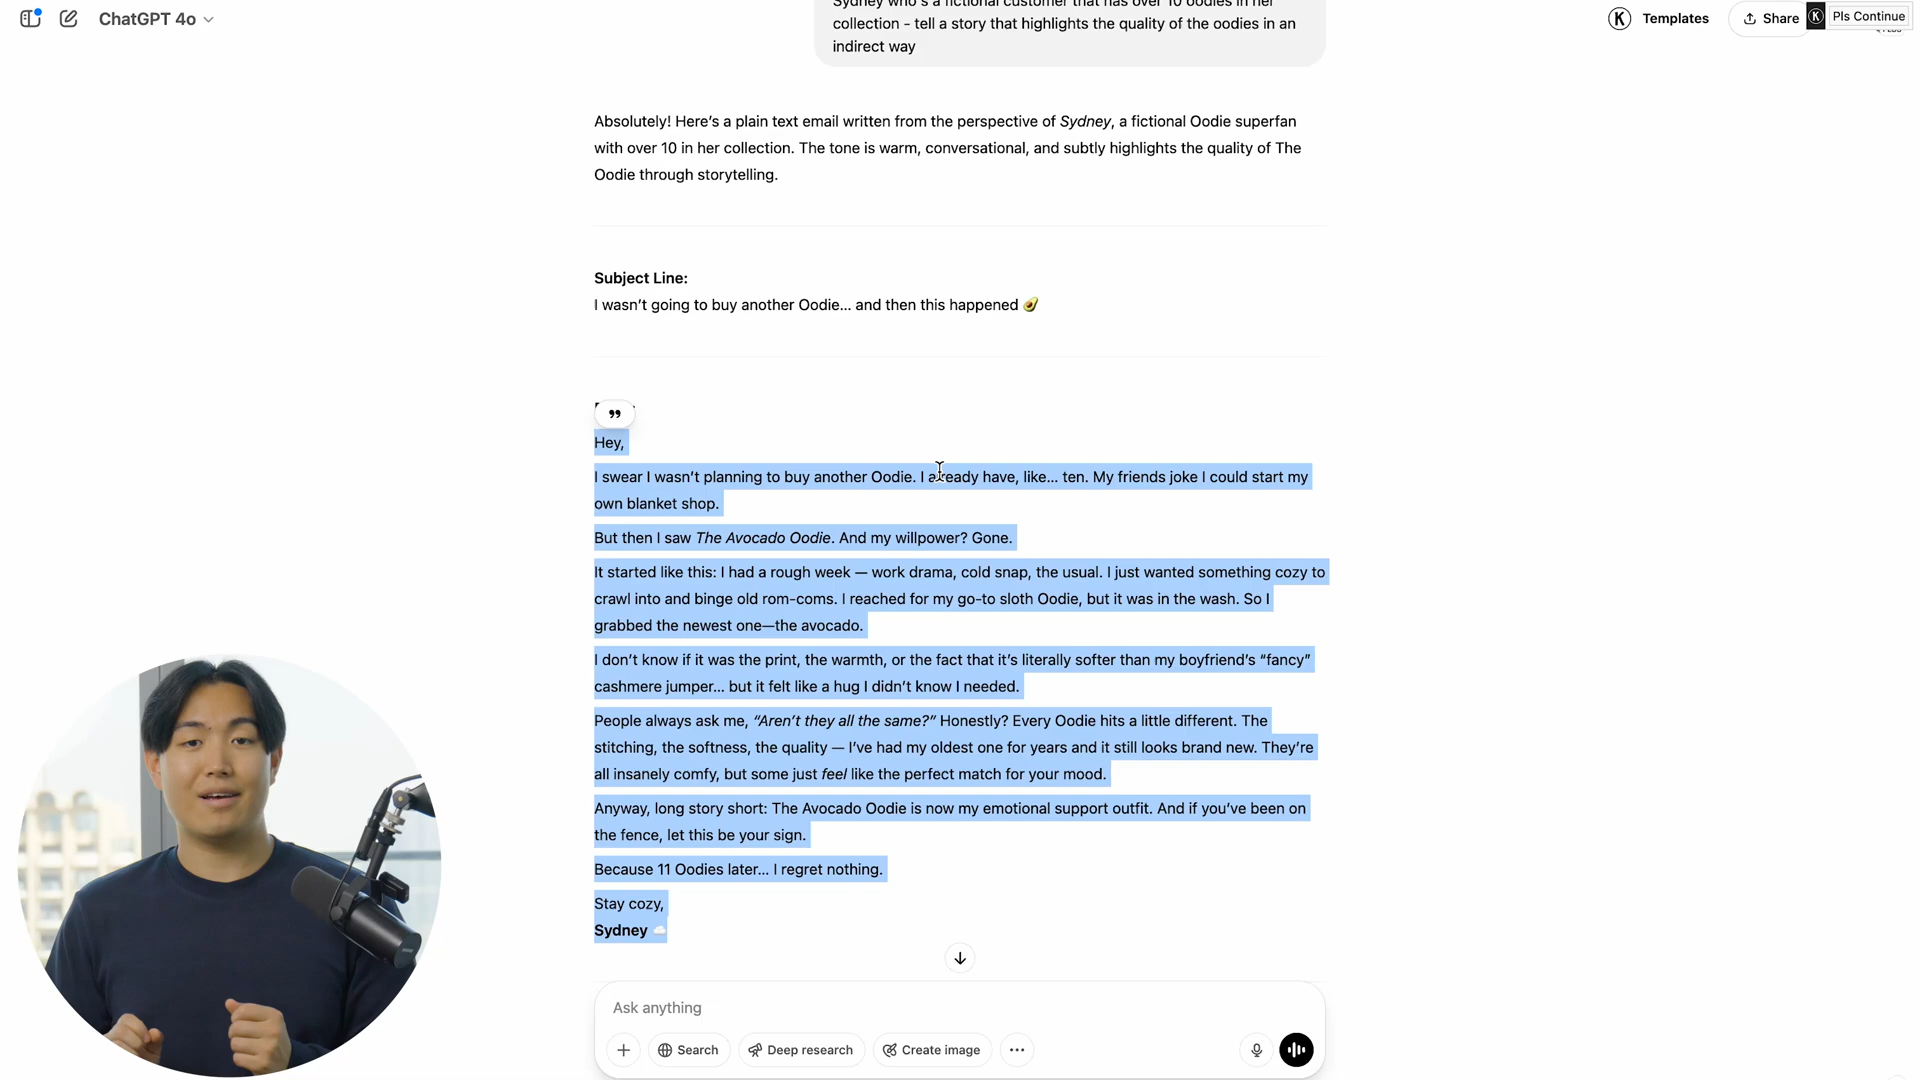 ChatGPT 4o
Sydney who's a fictional customer that has over 10 oodies in her
collection - tell a story that highlights the quality of the oodies in an
indirect way
Templates
Share
Pls Continue
Absolutely! Here's a plain text email written from the perspective of Sydney, a fictional Oodie superfan
with over 10 in her collection. The tone is warm, conversational, and subtly highlights the quality of The
Oodie through storytelling.
Subject Line:
I wasn't going to buy another Oodie... and then this happened 🥑
Hey,
I swear I wasn't planning to buy another Oodie. I already have, like... ten. My friends joke I could start my
own blanket shop.
But then I saw The Avocado Oodie. And my willpower? Gone.
It started like this: I had a rough week — work drama, cold snap, the usual. I just wanted something cozy to
crawl into and binge old rom-coms. I reached for my go-to sloth Oodie, but it was in the wash. So I
grabbed the newest one—the avocado.
I don't know if it was the print, the warmth, or the fact that it's literally softer than my boyfriend's “fancy”
cashmere jumper... but it felt like a hug I didn't know I needed.
People always ask me, “Aren't they all the same?” Honestly? Every Oodie hits a little different. The
stitching, the softness, the quality — I've had my oldest one for years and it still looks brand new. They're
all insanely comfy, but some just feel like the perfect match for your mood.
Anyway, long story short: The Avocado Oodie is now my emotional support outfit. And if you've been on
the fence, let this be your sign.
Because 11 Oodies later... I regret nothing.
Stay cozy,
Sydney ☁️
Ask anything
Search
Deep research
Create image